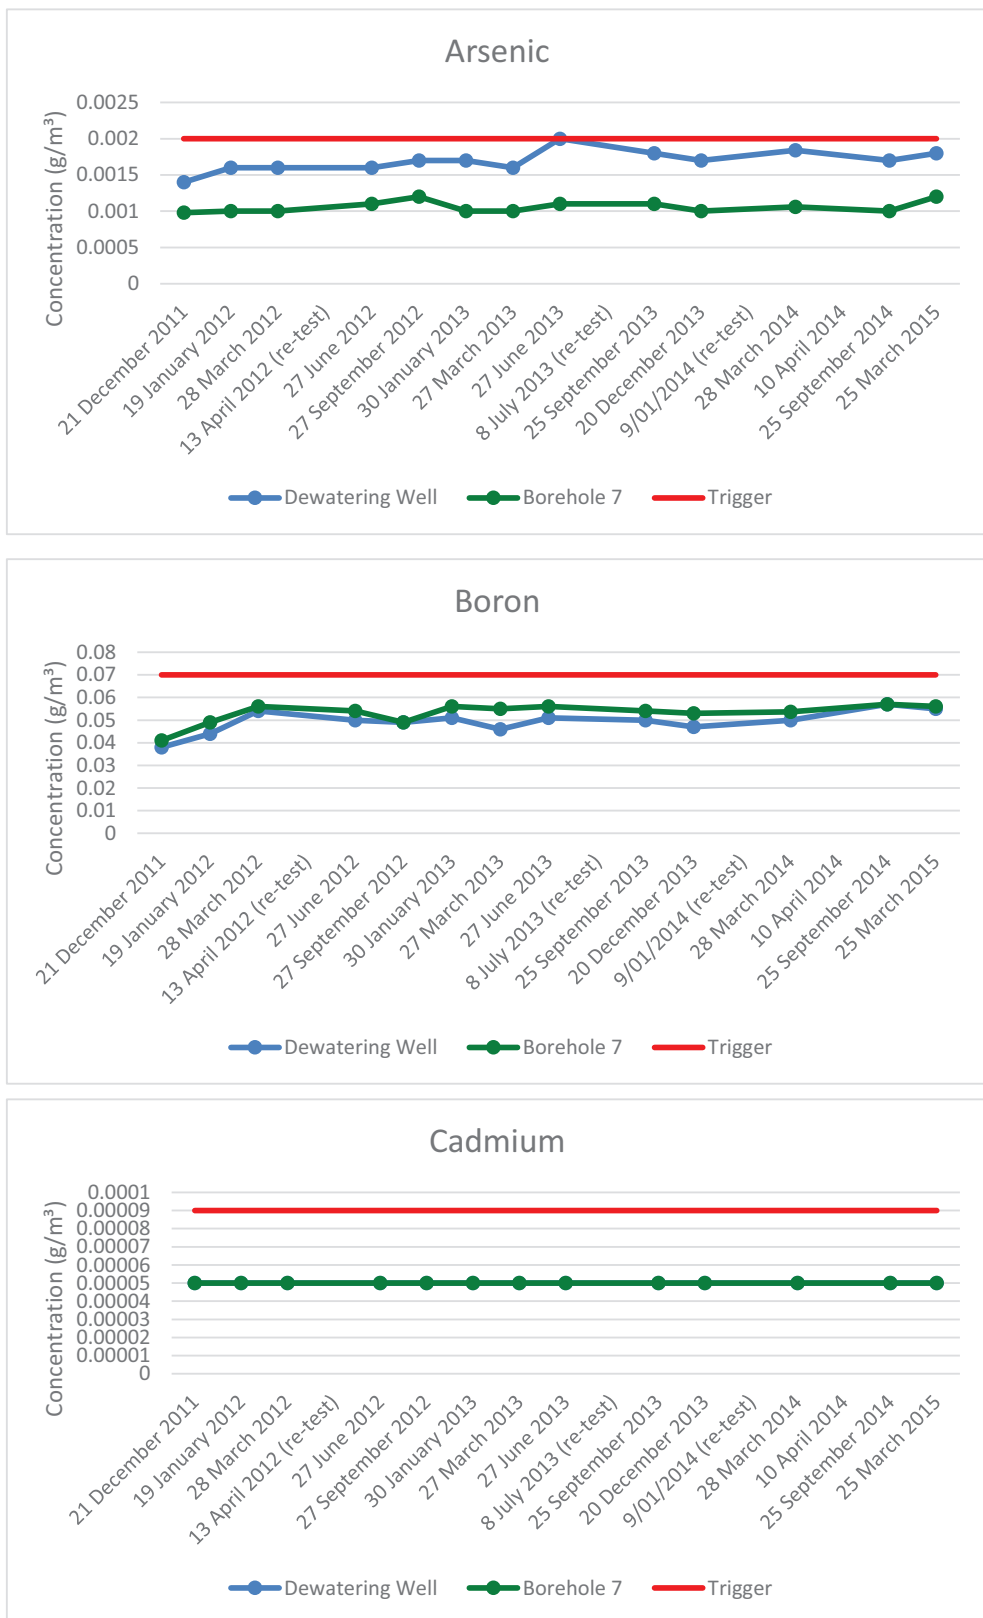 Arsenic
Concentration (g/m³)
0.0025
0.002
0.0015
0.001
0.0005
0
21 December 2011
19 January 2012
28 March 2012
13 April 2012 (re-test)
27 June 2012
27 September 2012
30 January 2013
27 March 2013
27 June 2013
8 July 2013 (re-test)
25 September 2013
20 December 2013
9/01/2014 (re-test)
28 March 2014
10 April 2014
25 September 2014
25 March 2015
Dewatering Well Borehole 7 Trigger
Boron
Concentration (g/m³)
0.08
0.07
0.06
0.05
0.04
0.03
0.02
0.01
0
21 December 2011
19 January 2012
28 March 2012
13 April 2012 (re-test)
27 June 2012
27 September 2012
30 January 2013
27 March 2013
27 June 2013
8 July 2013 (re-test)
25 September 2013
20 December 2013
9/01/2014 (re-test)
28 March 2014
10 April 2014
25 September 2014
25 March 2015
Dewatering Well Borehole 7 Trigger
Cadmium
Concentration (g/m³)
0.0001
0.00009
0.00008
0.00007
0.00006
0.00005
0.00004
0.00003
0.00002
0.00001
0
21 December 2011
19 January 2012
28 March 2012
13 April 2012 (re-test)
27 June 2012
27 September 2012
30 January 2013
27 March 2013
27 June 2013
8 July 2013 (re-test)
25 September 2013
20 December 2013
9/01/2014 (re-test)
28 March 2014
10 April 2014
25 September 2014
25 March 2015
Dewatering Well Borehole 7 Trigger